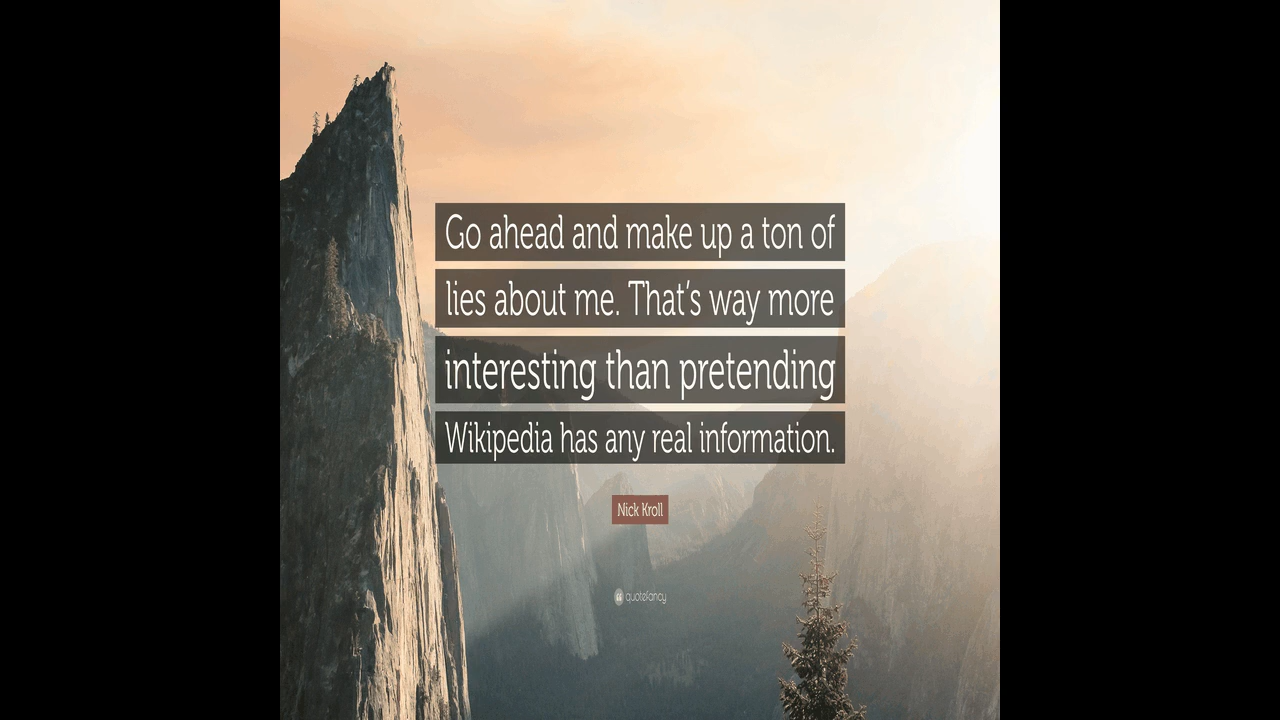 Go ahead and make up a ton of
lies about me. That's way more
interesting than pretending
Wikipedia has any real information.
Nick Kroll
quotefancy